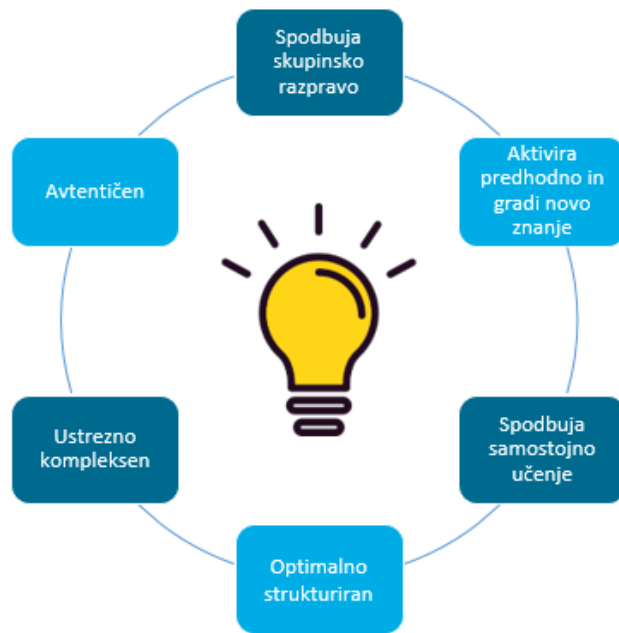 Spodbuja
skupinsko
razpravo
Aktivira
predhodno in
gradi novo
znanje
Spodbuja
samostojno
učenje
Optimalno
strukturiran
Ustrezno
kompleksen
Avtentičen